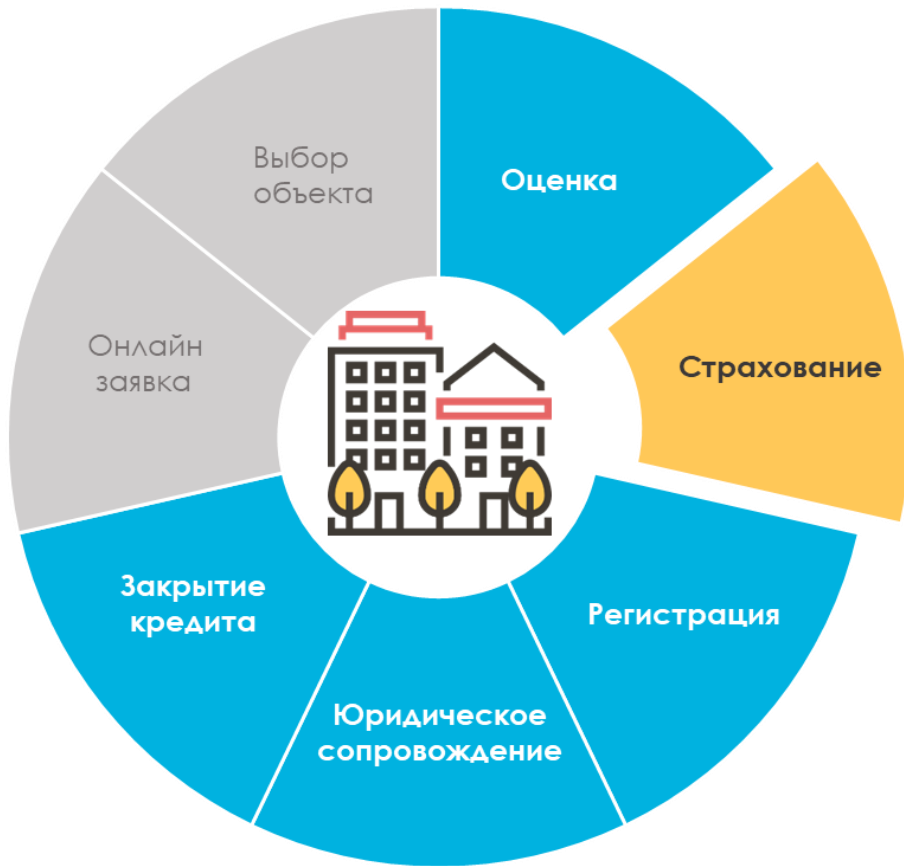 Оценка
Страхование
Регистрация
Юридическое
сопровождение
Закрытие
кредита
Онлайн
заявка
Выбор
объекта